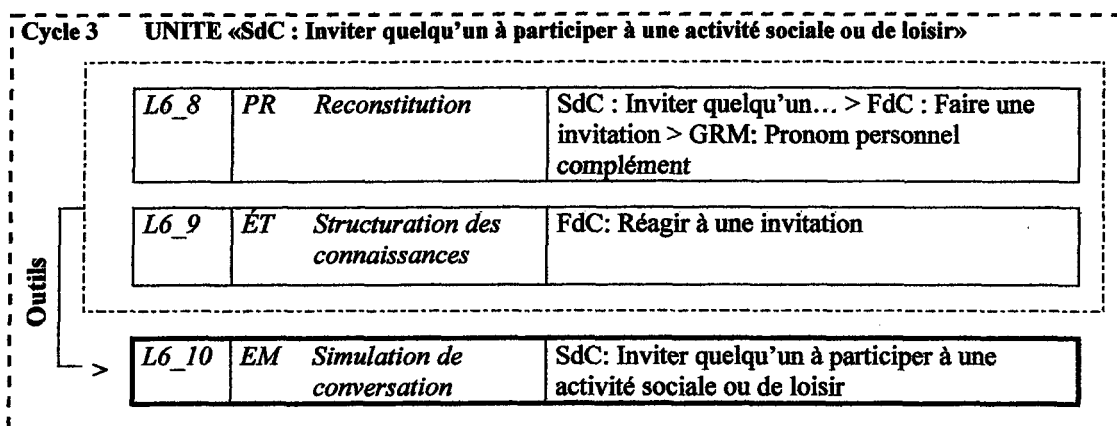 Cycle 3 UNITE «SdC : Inviter quelqu'un à participer à une activité sociale ou de loisir»
L6_8 PR Reconstitution SdC : Inviter quelqu'un… > FdC : Faire une
invitation > GRM: Pronom personnel
complément
L6_9 ÉT Structuration des FdC: Réagir à une invitation
connaissances
Outils
>
L6_10 EM Simulation de SdC: Inviter quelqu'un à participer à une
conversation activité sociale ou de loisir